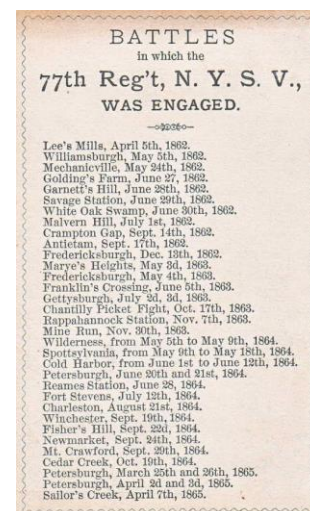 BATTLES
in which the
77th Reg't, N. Y. S. V.,
WAS ENGAGED.
Lee's Mills, April 5th, 1862.
Williamsburgh, May 5th, 1862.
Mechanicville, May 24th, 1862.
Golding's Farm, June 27, 1862.
Garnett's Hill, June 28th, 1862.
Savage Station, June 29th, 1862.
White Oak Swamp, June 30th, 1862.
Malvern Hill, July 1st, 1862.
Crampton Gap, Sept. 14th, 1862.
Antietam, Sept. 17th, 1862.
Fredericksburgh, Dec. 13th, 1862.
Marye's Heights, May 3d, 1863.
Fredericksburgh, May 4th, 1863.
Franklin's Crossing, June 5th, 1863.
Gettysburgh, July 2d, 3d, 1863.
Chantilly Picket Fight, Oct. 17th, 1863.
Rappahannock Station, Nov. 7th, 1863.
Mine Run, Nov. 30th, 1863.
Wilderness, from May 5th to May 9th, 1864.
Spottsylvania, from May 9th to May 18th, 1864.
Cold Harbor, from June 1st to June 12th, 1864.
Petersburgh, June 20th and 21st, 1864.
Reames Station, June 28, 1864.
Fort Stevens, July 12th, 1864.
Charleston, August 21st, 1864.
Winchester, Sept. 19th, 1864.
Fisher's Hill, Sept. 22d, 1864.
Newmarket, Sept. 24th, 1864.
Mt. Crawford, Sept. 29th, 1864.
Cedar Creek, Oct. 19th, 1864.
Petersburgh, March 25th and 26th, 1865.
Petersburgh, April 2d and 3d, 1865.
Sailor's Creek, April 7th, 1865.